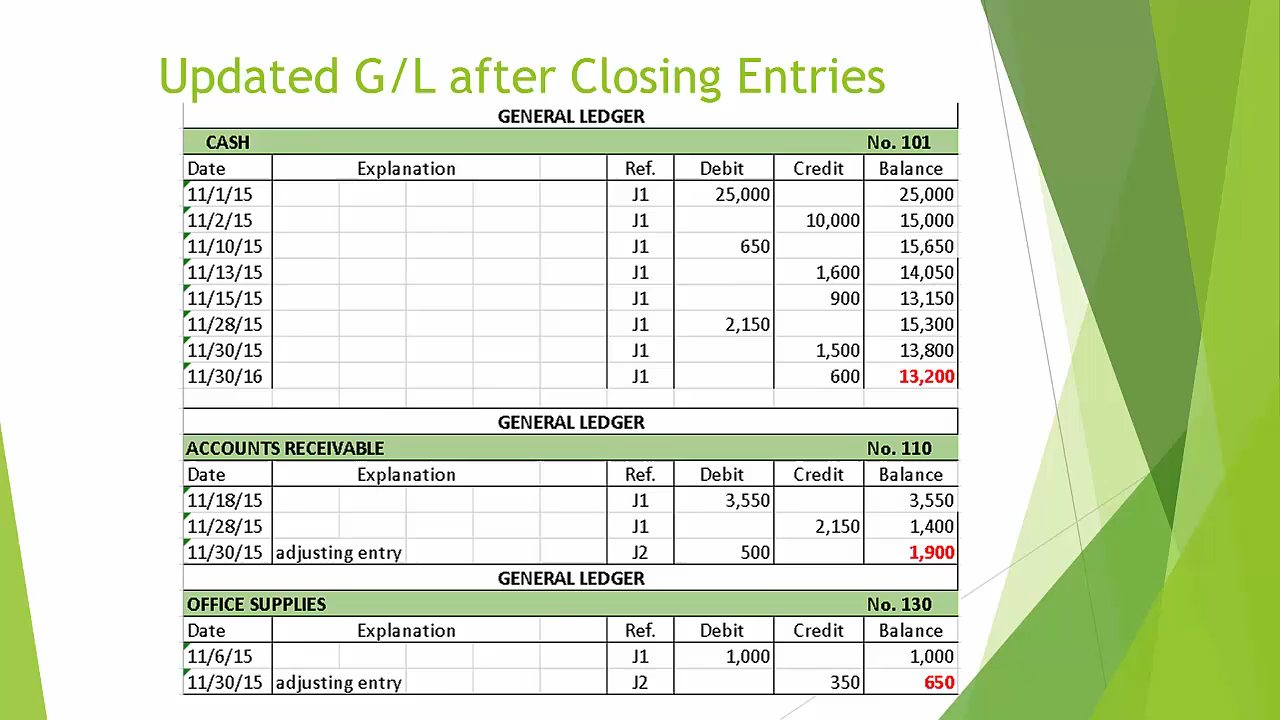 Updated G/L after Closing Entries
GENERAL LEDGER
CASH No. 101
Date Explanation Ref. Debit Credit Balance
11/1/15 J1 25,000 25,000
11/2/15 J1 10,000 15,000
11/10/15 J1 650 15,650
11/13/15 J1 1,600 14,050
11/15/15 J1 900 13,150
11/28/15 J1 2,150 15,300
11/30/15 J1 1,500 13,800
11/30/16 J1 600 13,200
GENERAL LEDGER
ACCOUNTS RECEIVABLE No. 110
Date Explanation Ref. Debit Credit Balance
11/18/15 J1 3,550 3,550
11/28/15 J1 2,150 1,400
11/30/15 adjusting entry J2 500 1,900
GENERAL LEDGER
OFFICE SUPPLIES No. 130
Date Explanation Ref. Debit Credit Balance
11/6/15 J1 1,000 1,000
11/30/15 adjusting entry J2 350 650